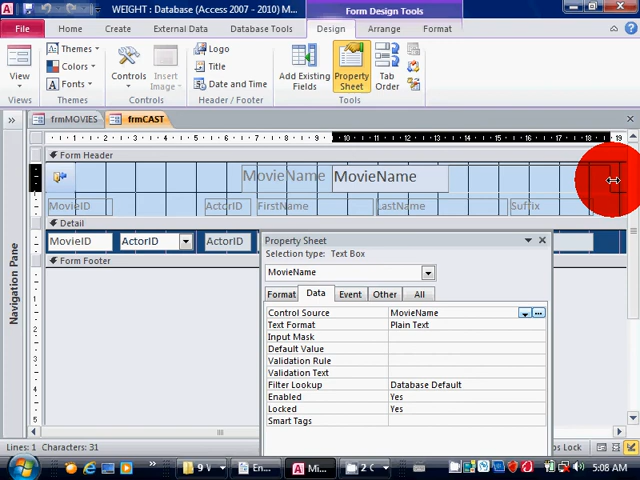 WEIGHT : Database (Access 2007 - 2010) M...
Form Design Tools
File
Home
Create
External Data
Database Tools
Design
Arrange
Format
View
Themes
Colors
Fonts
Controls
Insert
Image
Logo
Title
Date and Time
Add Existing
Fields
Property
Sheet
Tab
Order
Views
Themes
Controls
Header / Footer
Tools
frmMOVIES
frmCAST
Form Header
MovieName MovieName
MovieID ActorID FirstName LastName Suffix
Detail
MovieID ActorID ActorID
Form Footer
Navigation Pane
Property Sheet
Selection type: Text Box
MovieName
Format Data Event Other All
Control Source MovieName
Text Format Plain Text
Input Mask
Default Value
Validation Rule
Validation Text
Filter Lookup Database Default
Enabled Yes
Locked Yes
Smart Tags
Lines: 1 Characters: 31
s Lock
9 V
En...
Mi...
2 C
5:08 AM